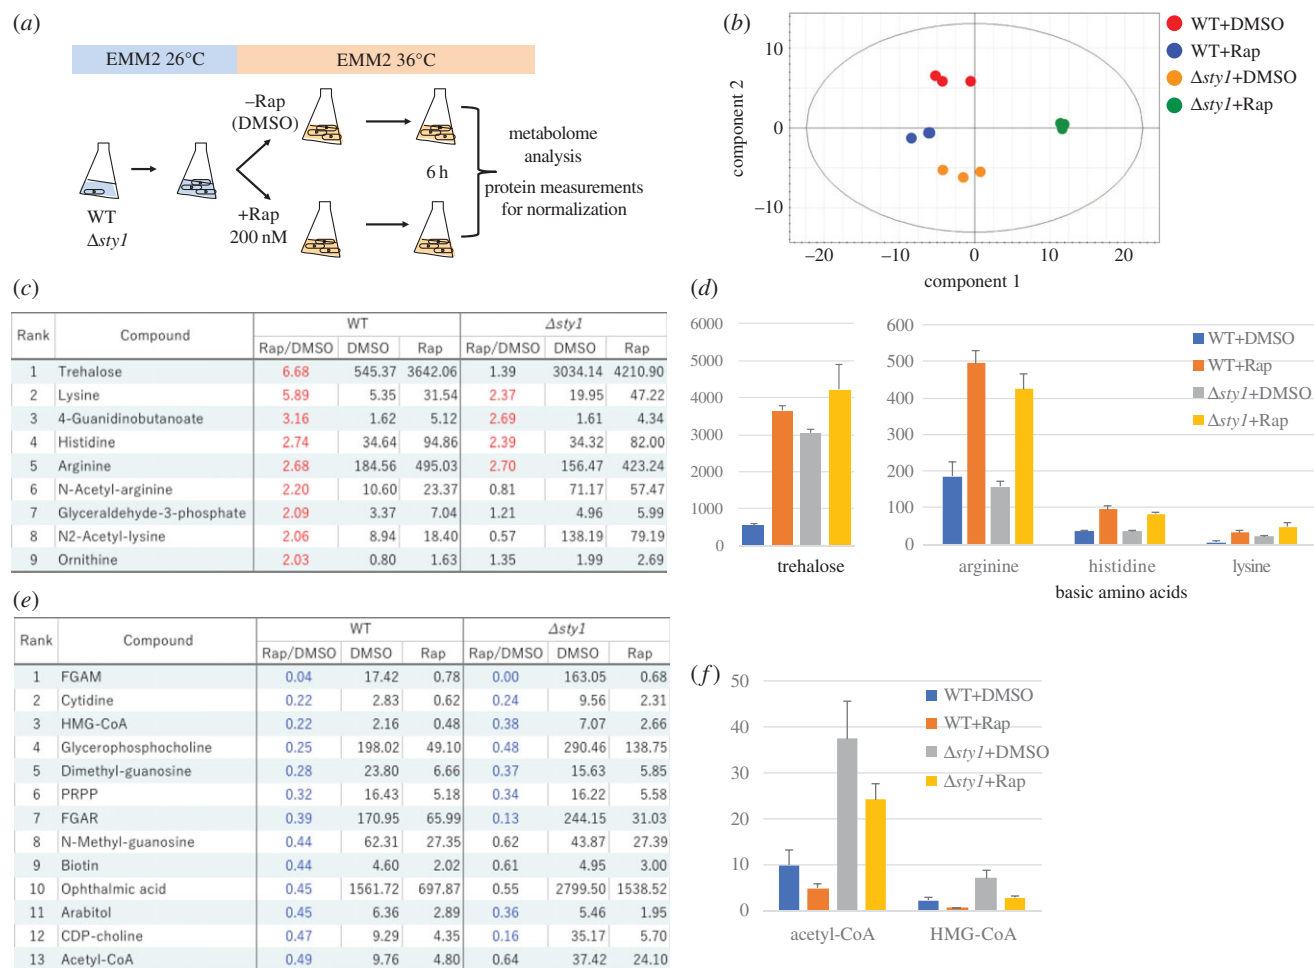 (a)
EMM2 26°C EMM2 36°C
–Rap
(DMSO)
WT
Δsty1
+Rap
200 nM
6 h
metabolome
analysis
protein measurements
for normalization
(b)
component 2
10
0
–10
–20 –10 0 10 20
component 1
WT+DMSO
WT+Rap
Δsty1+DMSO
Δsty1+Rap
(c)
Rank Compound WT Δsty1
Rap/DMSO DMSO Rap Rap/DMSO DMSO Rap
1 Trehalose 6.68 545.37 3642.06 1.39 3034.14 4210.90
2 Lysine 5.89 5.35 31.54 2.37 19.95 47.22
3 4-Guanidinobutanoate 3.16 1.62 5.12 2.69 1.61 4.34
4 Histidine 2.74 34.64 94.86 2.39 34.32 82.00
5 Arginine 2.68 184.56 495.03 2.70 156.47 423.24
6 N-Acetyl-arginine 2.20 10.60 23.37 0.81 71.17 57.47
7 Glyceraldehyde-3-phosphate 2.09 3.37 7.04 1.21 4.96 5.99
8 N2-Acetyl-lysine 2.06 8.94 18.40 0.57 138.19 79.19
9 Ornithine 2.03 0.80 1.63 1.35 1.99 2.69
(d)
6000
5000
4000
3000
2000
1000
0
trehalose
600
500
400
300
200
100
0
arginine histidine lysine
basic amino acids
WT+DMSO
WT+Rap
Δsty1+DMSO
Δsty1+Rap
(e)
Rank Compound WT Δsty1
Rap/DMSO DMSO Rap Rap/DMSO DMSO Rap
1 FGAM 0.04 17.42 0.78 0.00 163.05 0.68
2 Cytidine 0.22 2.83 0.62 0.24 9.56 2.31
3 HMG-CoA 0.22 2.16 0.48 0.38 7.07 2.66
4 Glycerophosphocholine 0.25 198.02 49.10 0.48 290.46 138.75
5 Dimethyl-guanosine 0.28 23.80 6.66 0.37 15.63 5.85
6 PRPP 0.32 16.43 5.18 0.34 16.22 5.58
7 FGAR 0.39 170.95 65.99 0.13 244.15 31.03
8 N-Methyl-guanosine 0.44 62.31 27.35 0.62 43.87 27.39
9 Biotin 0.44 4.60 2.02 0.61 4.95 3.00
10 Ophthalmic acid 0.45 1561.72 697.87 0.55 2799.50 1538.52
11 Arabitol 0.45 6.36 2.89 0.36 5.46 1.95
12 CDP-choline 0.47 9.29 4.35 0.16 35.17 5.70
13 Acetyl-CoA 0.49 9.76 4.80 0.64 37.42 24.10
(f)
50
40
30
20
10
0
acetyl-CoA HMG-CoA
WT+DMSO
WT+Rap
Δsty1+DMSO
Δsty1+Rap